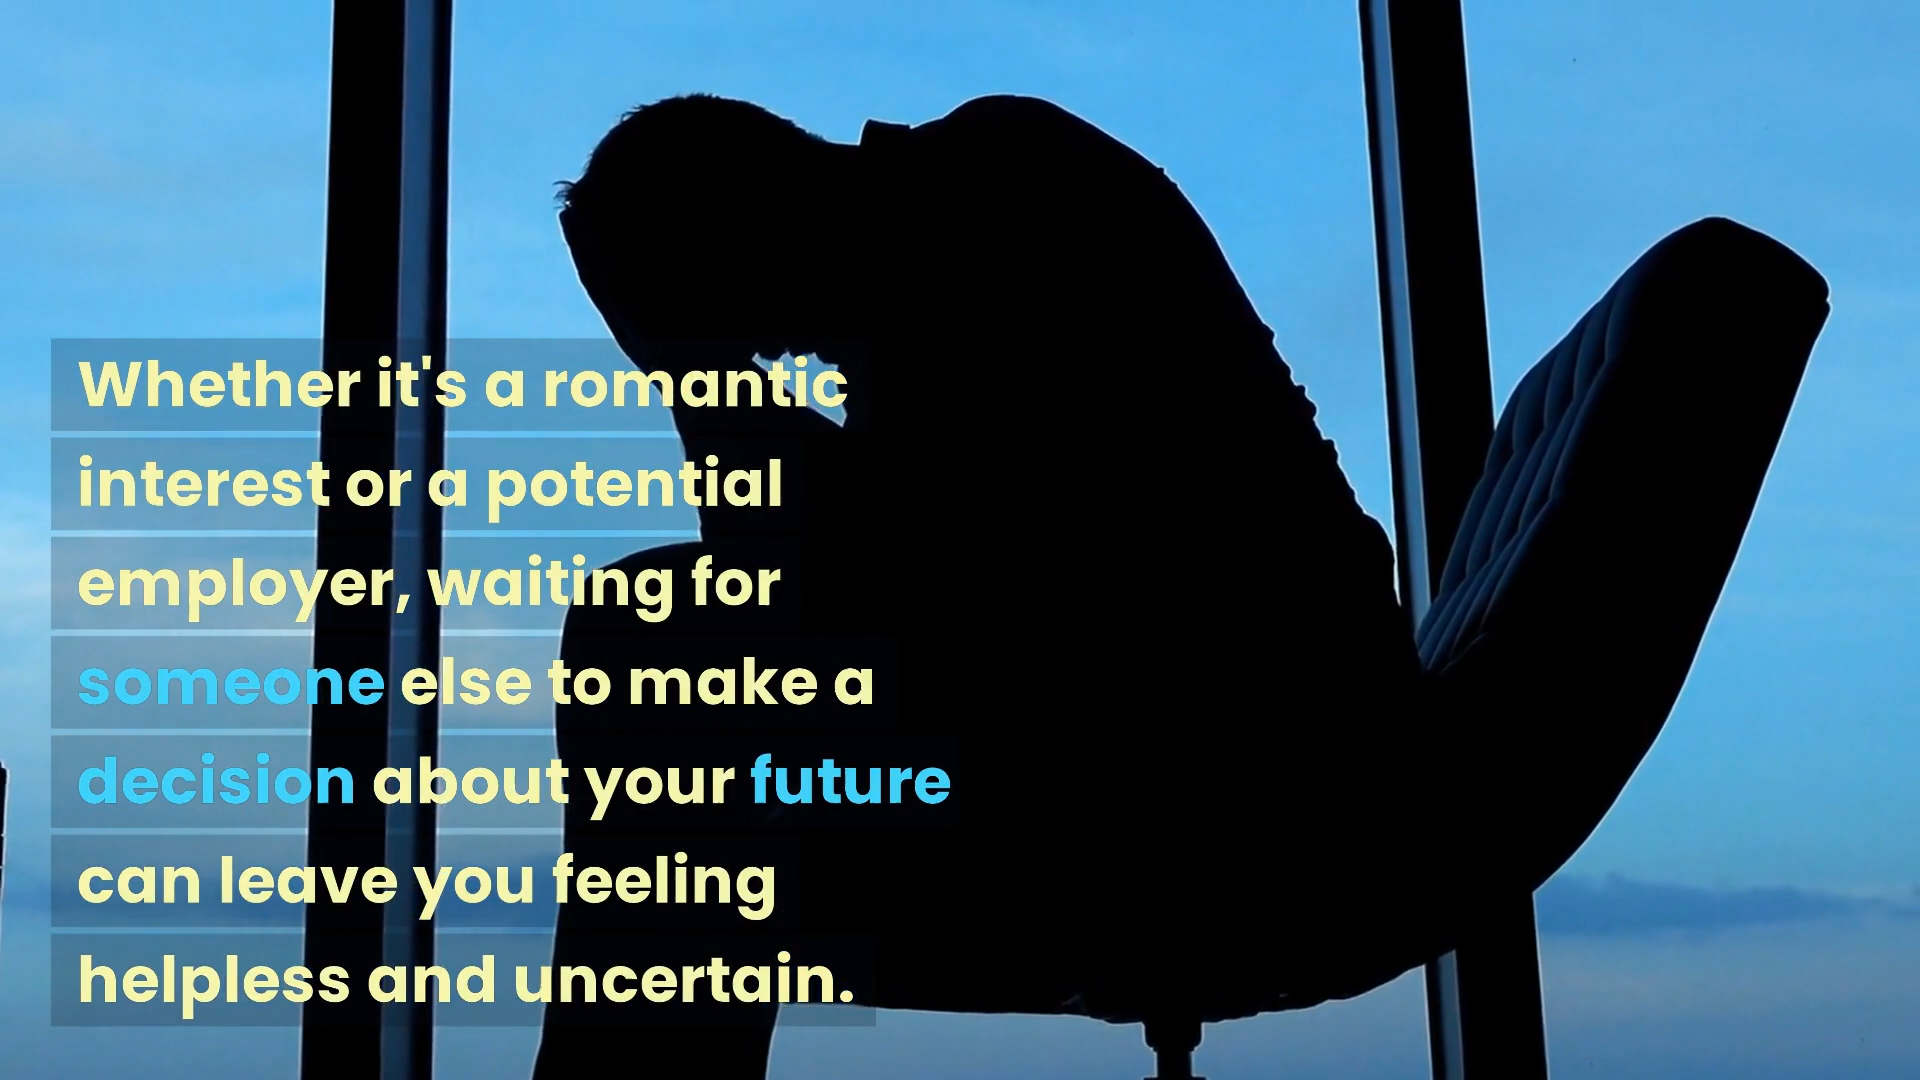 Whether it's a romantic
interest or a potential
employer, waiting for
someone else to make a
decision about your future
can leave you feeling
helpless and uncertain.